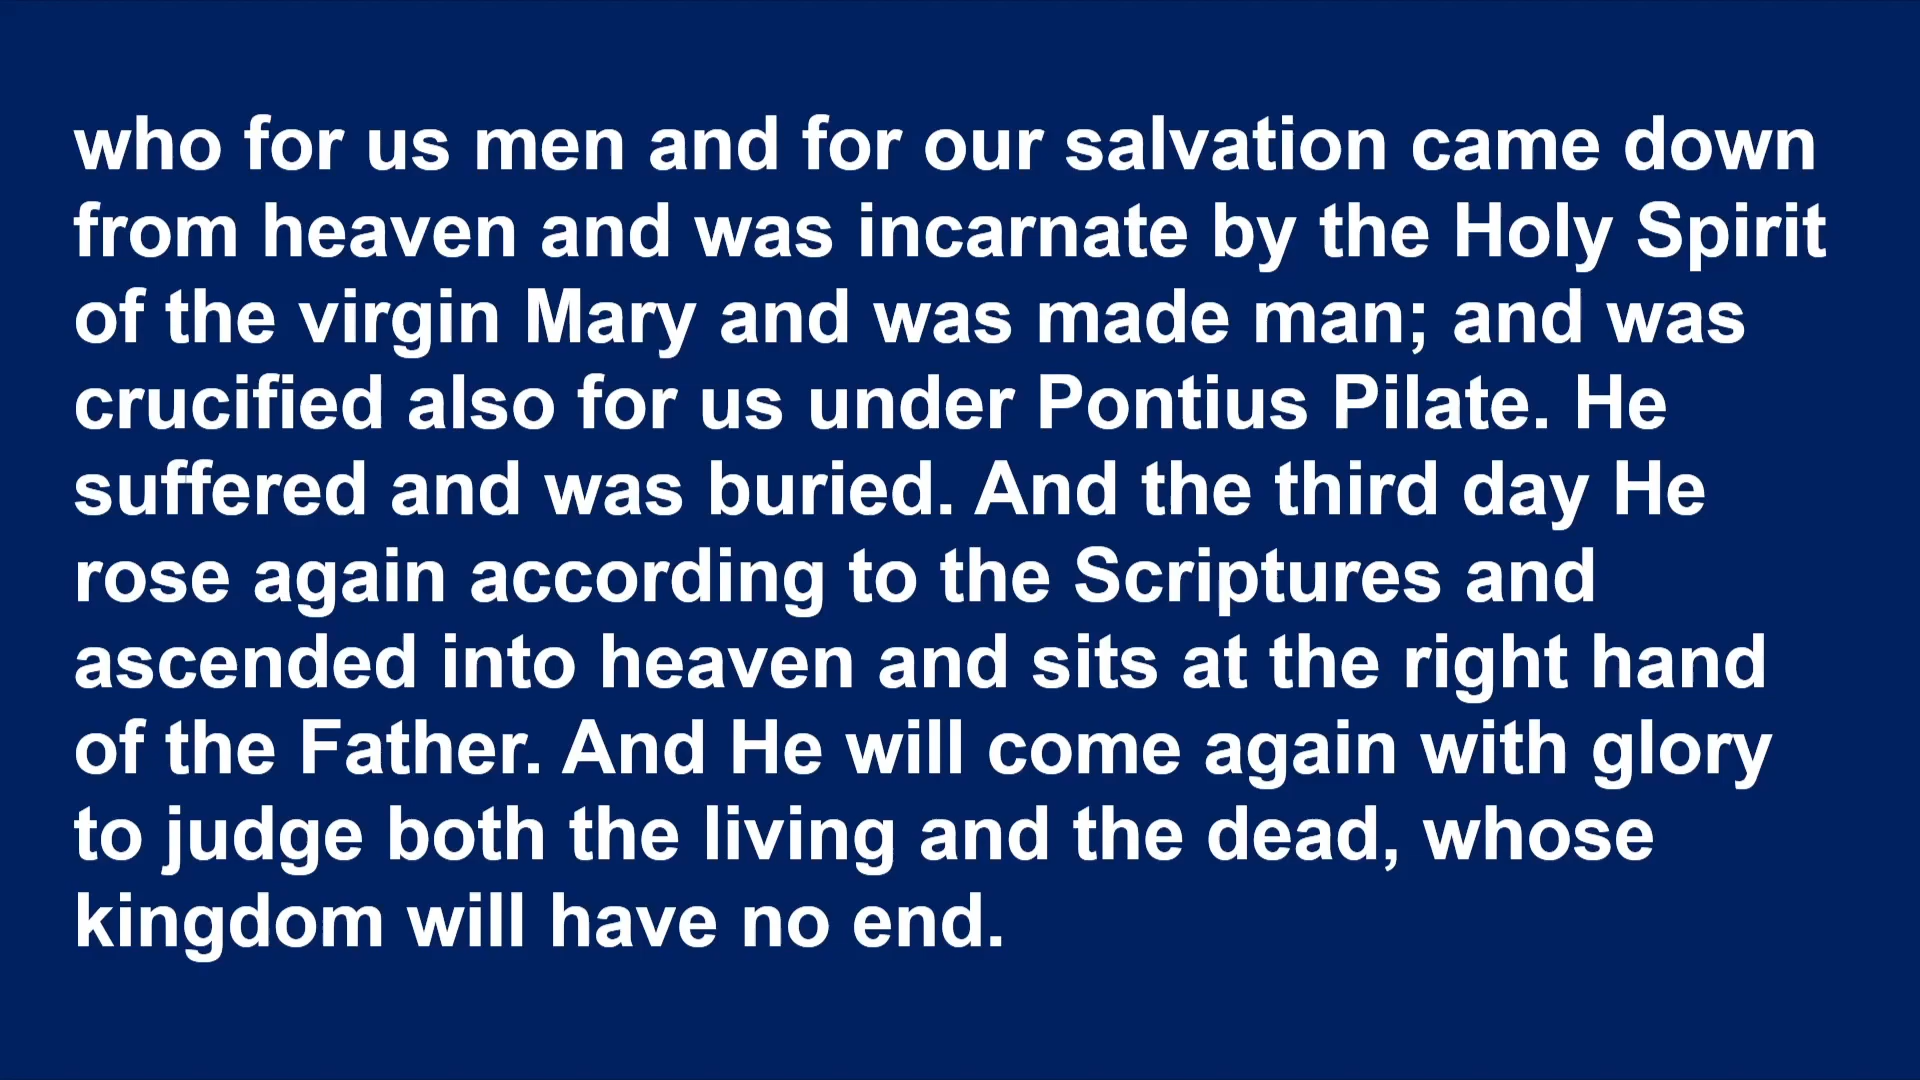 who for us men and for our salvation came down
from heaven and was incarnate by the Holy Spirit
of the virgin Mary and was made man; and was
crucified also for us under Pontius Pilate. He
suffered and was buried. And the third day He
rose again according to the Scriptures and
ascended into heaven and sits at the right hand
of the Father. And He will come again with glory
to judge both the living and the dead, whose
kingdom will have no end.